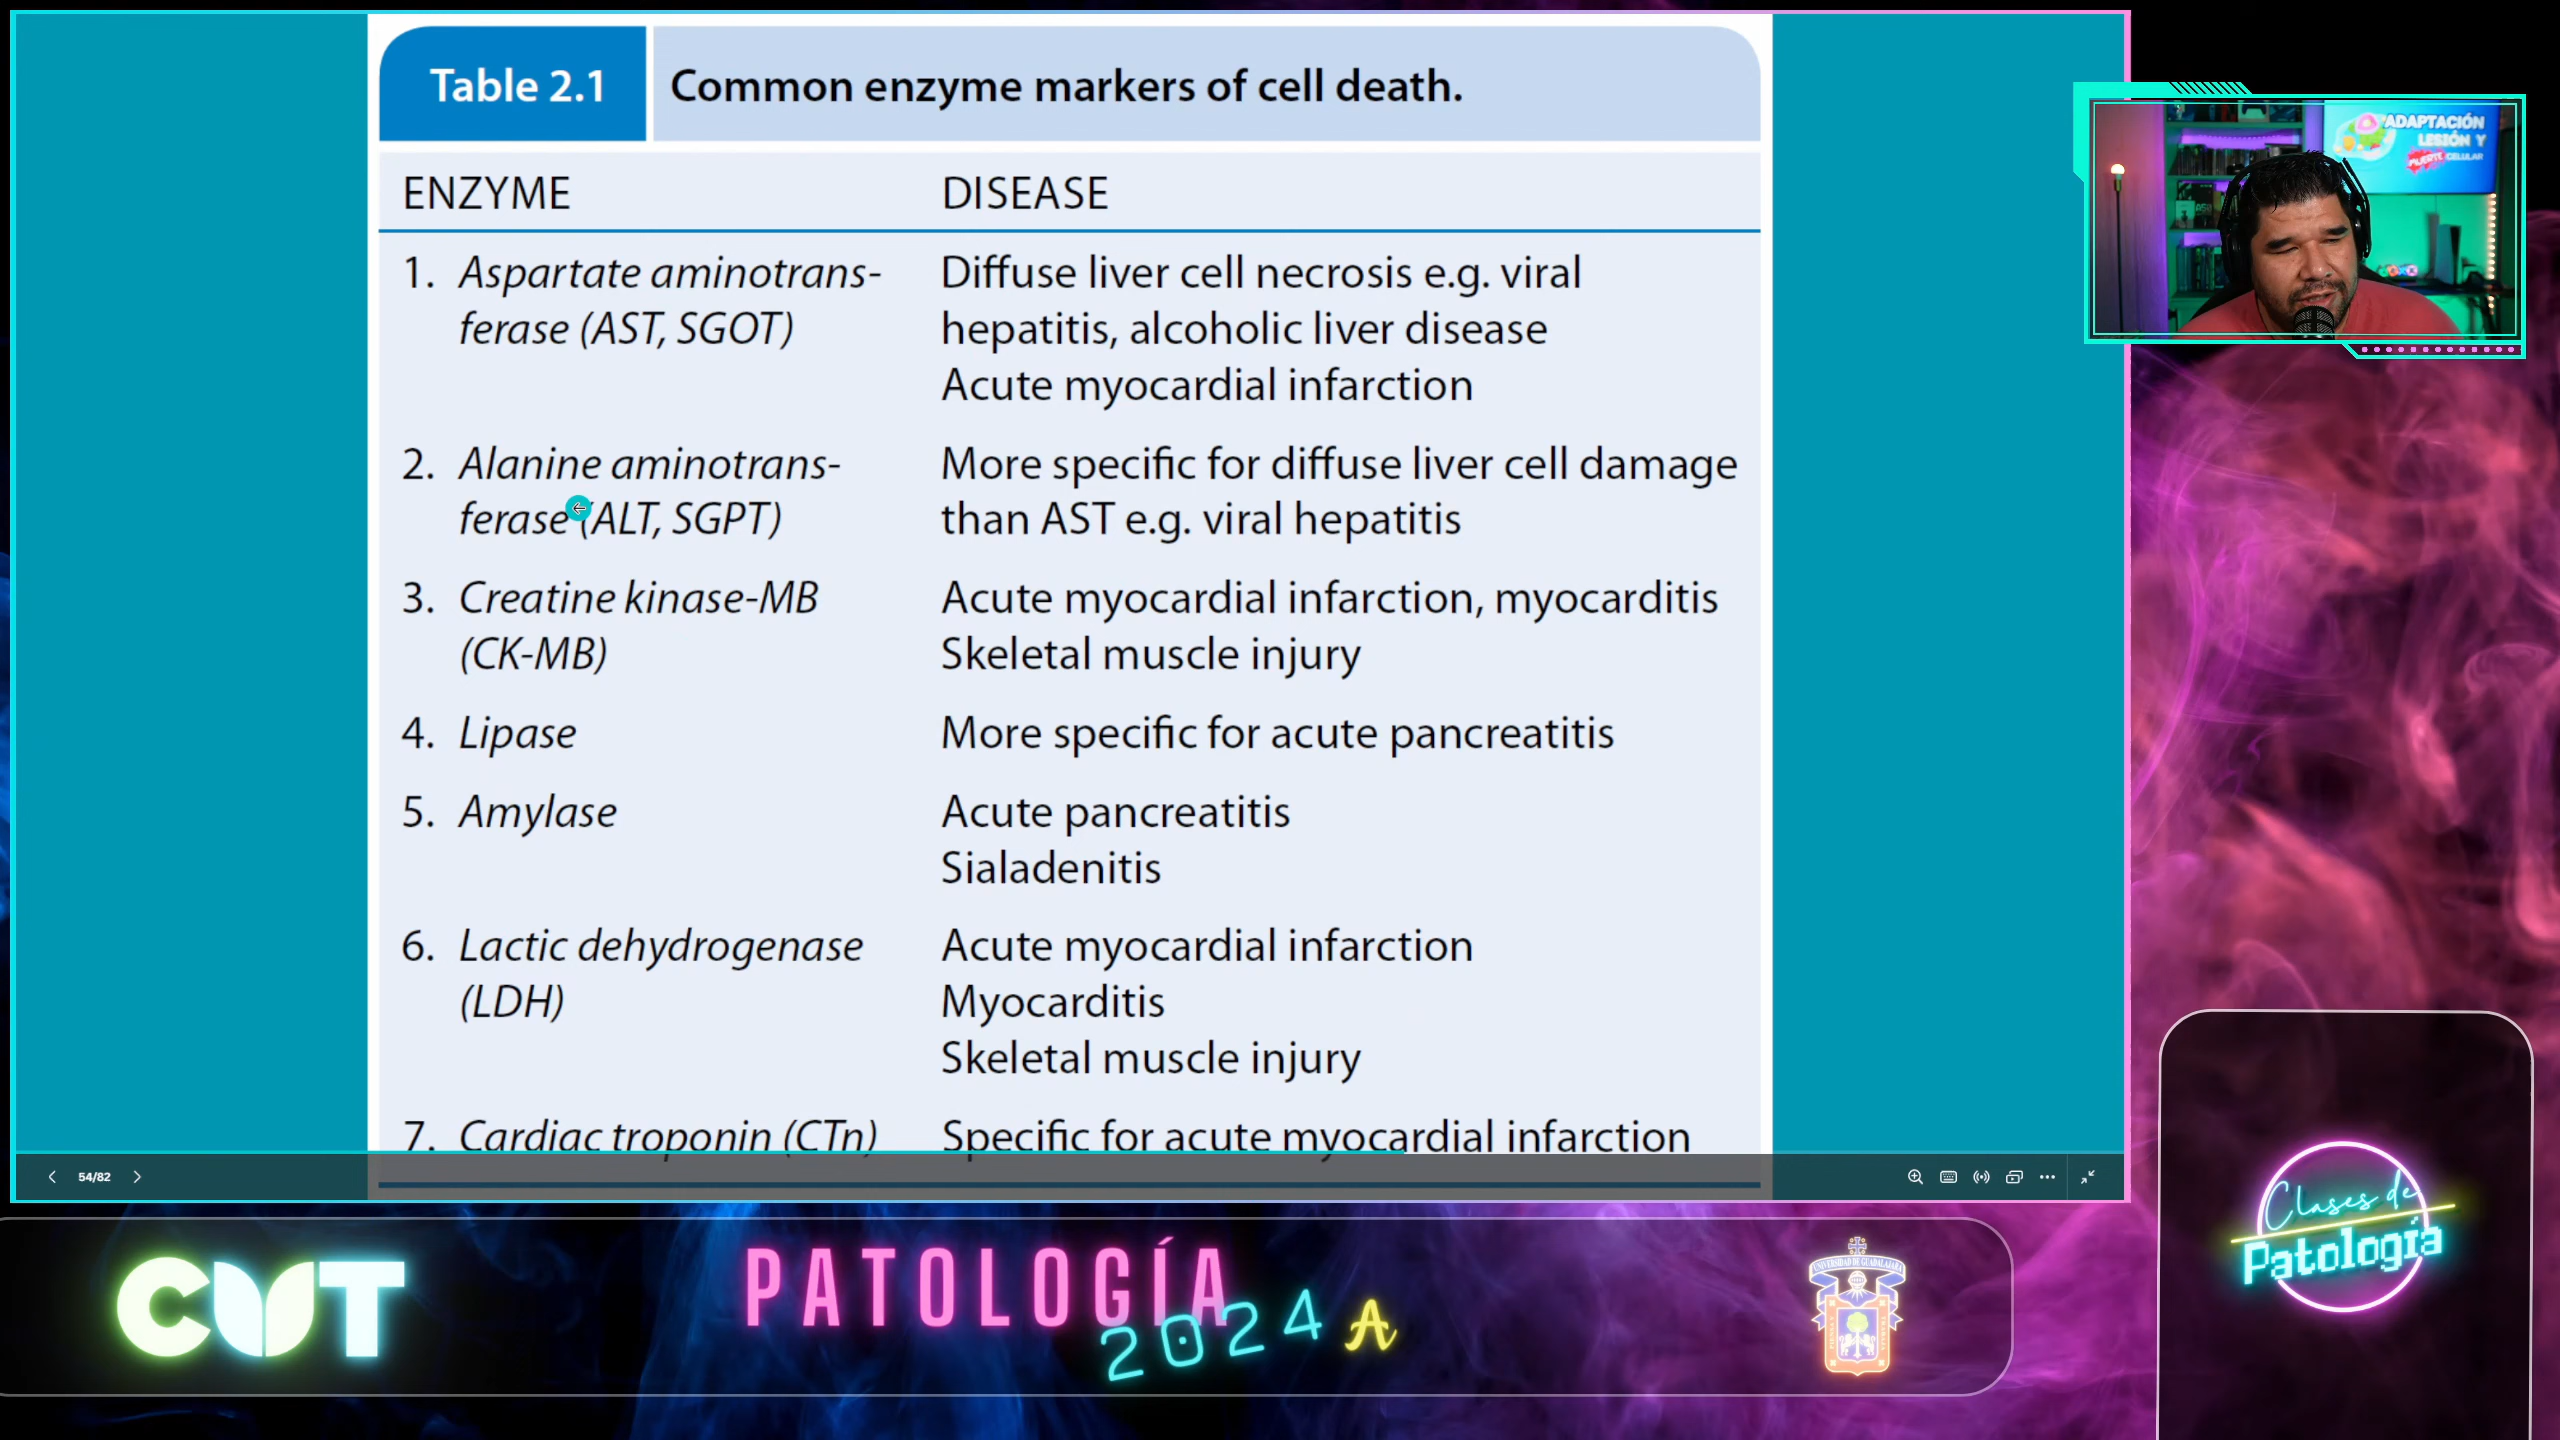 Table 2.1 Common enzyme markers of cell death.
ENZYME DISEASE
1. Aspartate aminotrans- Diffuse liver cell necrosis e.g. viral
ferase (AST, SGOT) hepatitis, alcoholic liver disease
Acute myocardial infarction
2. Alanine aminotrans- More specific for diffuse liver cell damage
ferase (ALT, SGPT) than AST e.g. viral hepatitis
3. Creatine kinase-MB Acute myocardial infarction, myocarditis
(CK-MB) Skeletal muscle injury
4. Lipase More specific for acute pancreatitis
5. Amylase Acute pancreatitis
Sialadenitis
6. Lactic dehydrogenase Acute myocardial infarction
(LDH) Myocarditis
Skeletal muscle injury
7. Cardiac troponin (CTn) Specific for acute myocardial infarction
54/82
ADAPTACIÓN
LESIÓN Y
MUERTE CELULAR
CUT
PATOLOGÍA
2024 A
UNIVERSIDAD DE GUADALAJARA
Clases de
Patología